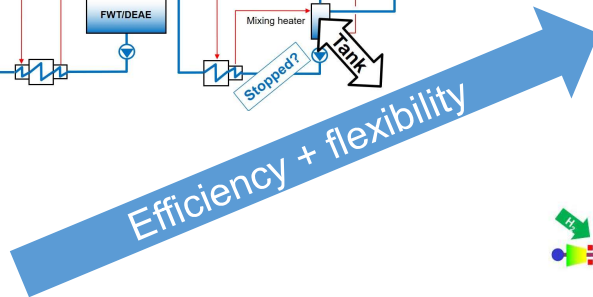 FWT/DEAE
Mixing heater
Tank
Stopped?
Efficiency + flexibility
H₂